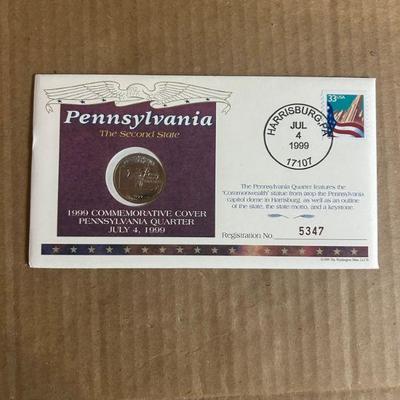 Pennsylvania
The Second State
1999 COMMEMORATIVE COVER
PENNSYLVANIA QUARTER
JULY 4, 1999
HARRISBURG, PA
JUL
4
1999
17107
33 USA
The Pennsylvania Quarter features the
"Commonwealth" statue from atop the Pennsylvania
capitol dome in Harrisburg, as well as an outline
of the state, the state motto, and a keystone.
Registration No. 5347